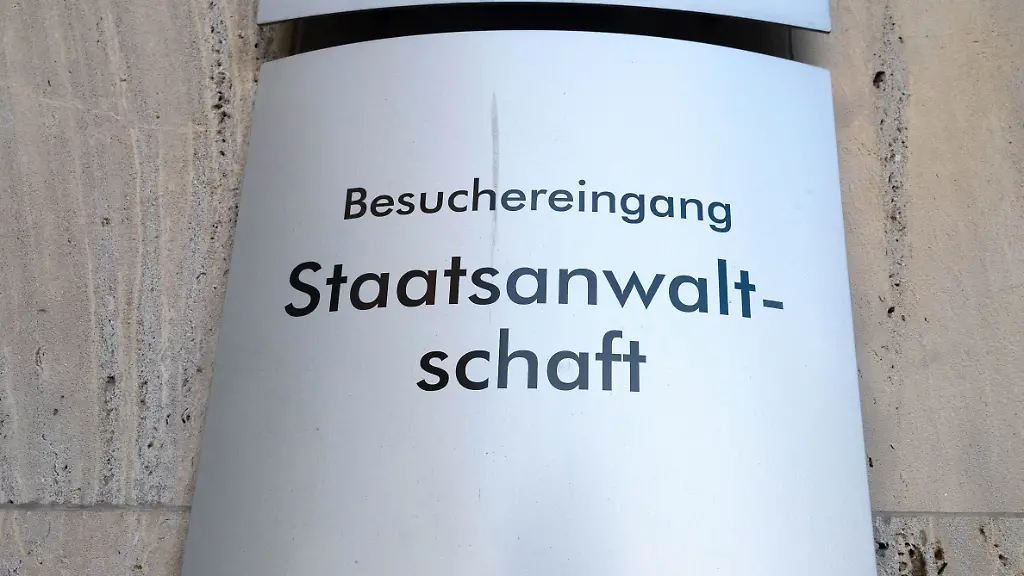 Besuchereingang
Staatsanwalt-
schaft